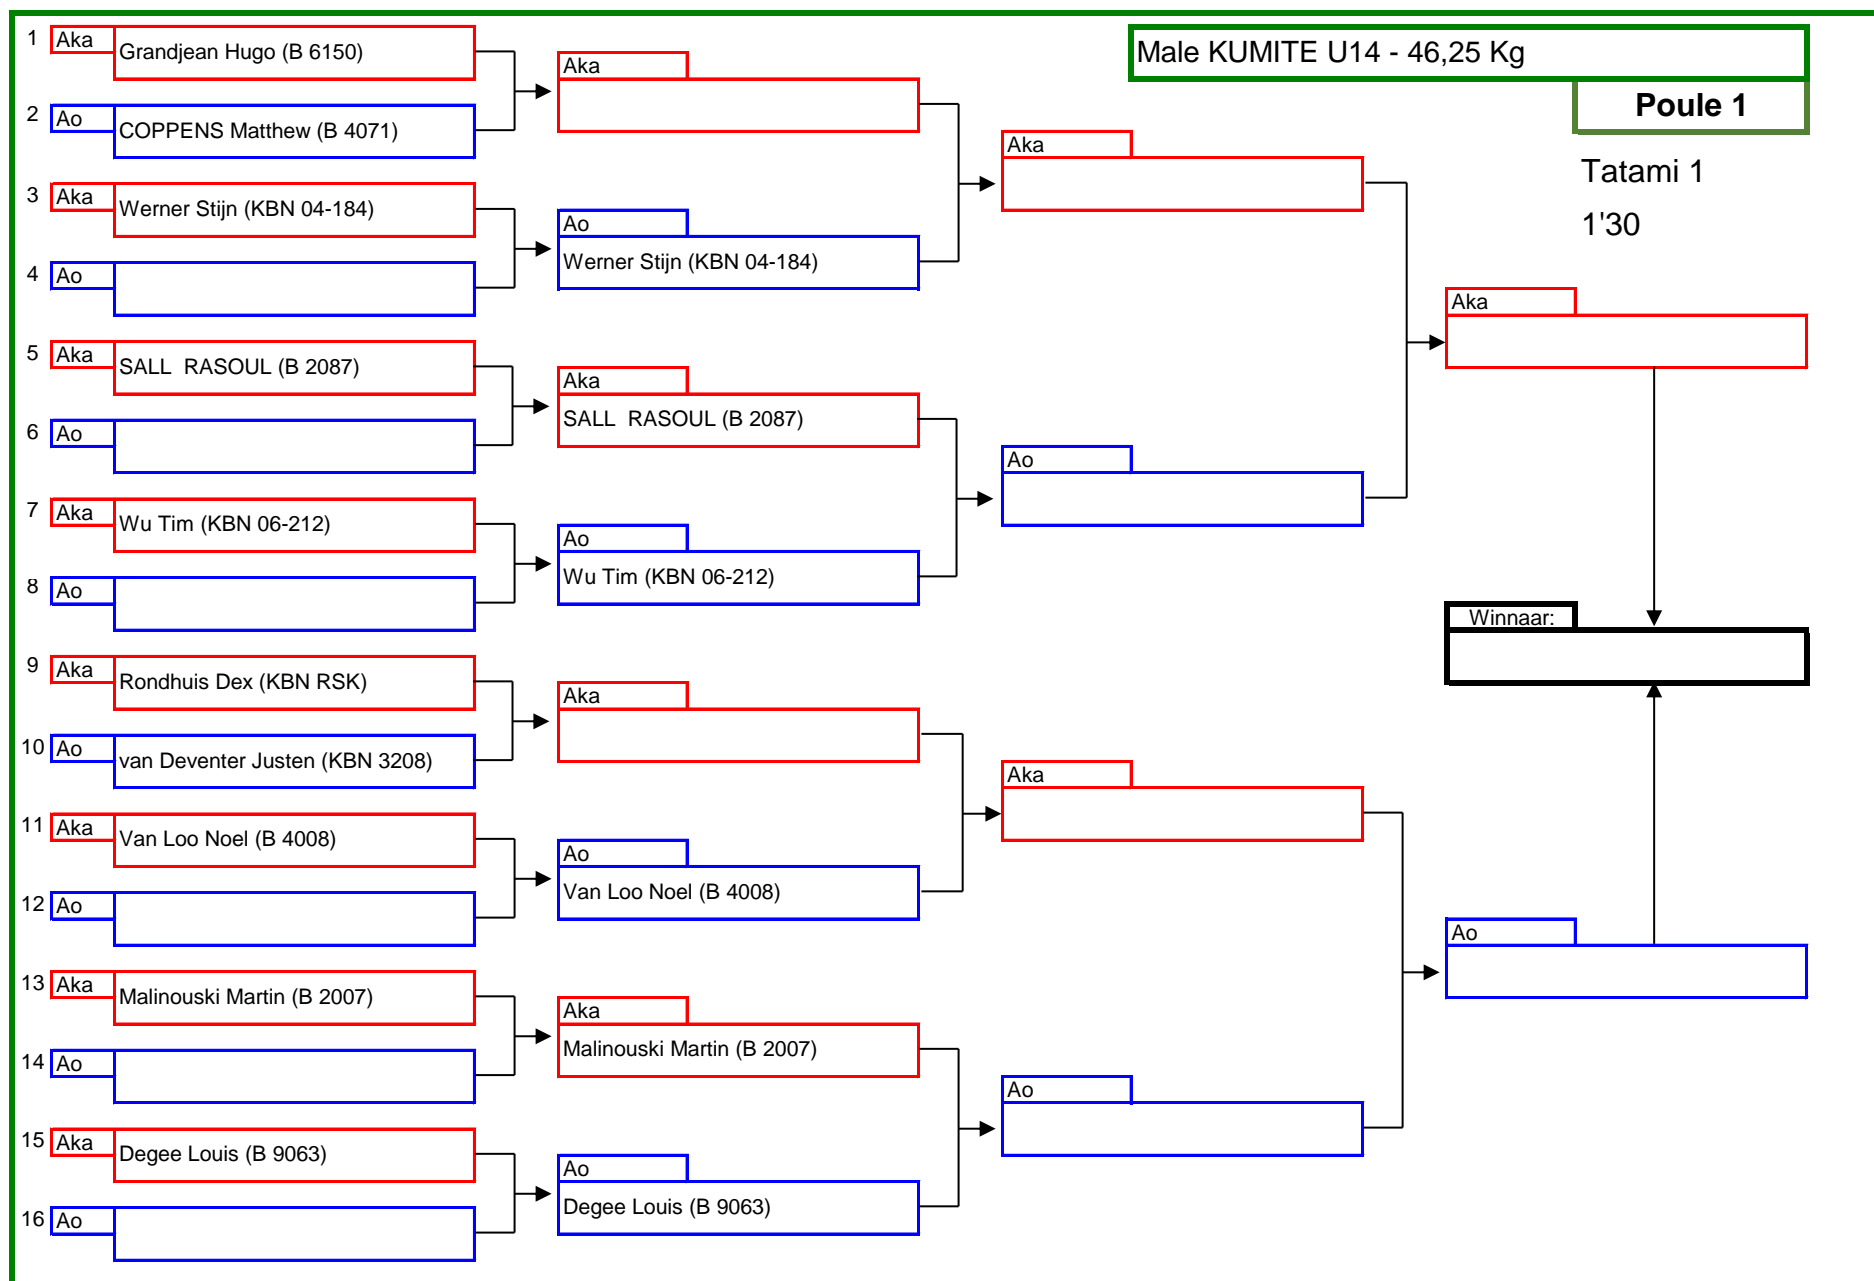 Male KUMITE U14 - 46,25 Kg
Poule 1
Tatami 1
1'30
1 Aka Grandjean Hugo (B 6150)
2 Ao COPPENS Matthew (B 4071)
3 Aka Werner Stijn (KBN 04-184)
4 Ao
5 Aka SALL  RASOUL (B 2087)
6 Ao
7 Aka Wu Tim (KBN 06-212)
8 Ao
9 Aka Rondhuis Dex (KBN RSK)
10 Ao van Deventer Justen (KBN 3208)
11 Aka Van Loo Noel (B 4008)
12 Ao
13 Aka Malinouski Martin (B 2007)
14 Ao
15 Aka Degee Louis (B 9063)
16 Ao
Aka
Ao Werner Stijn (KBN 04-184)
Aka SALL  RASOUL (B 2087)
Ao Wu Tim (KBN 06-212)
Aka
Ao Van Loo Noel (B 4008)
Aka Malinouski Martin (B 2007)
Ao Degee Louis (B 9063)
Aka
Ao
Aka
Ao
Aka
Winnaar:
Ao